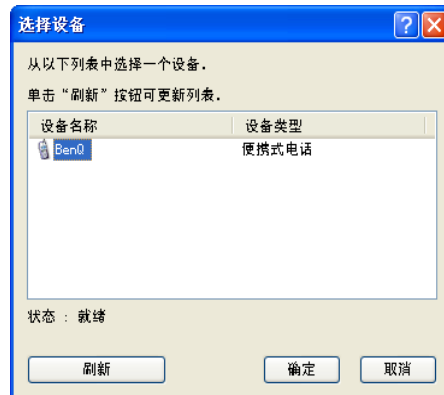 选择设备
从以下列表中选择一个设备.
单击“刷新”按钮可更新列表.
设备名称 设备类型
BenQ 便携式电话
状态 : 就绪
刷新 确定 取消